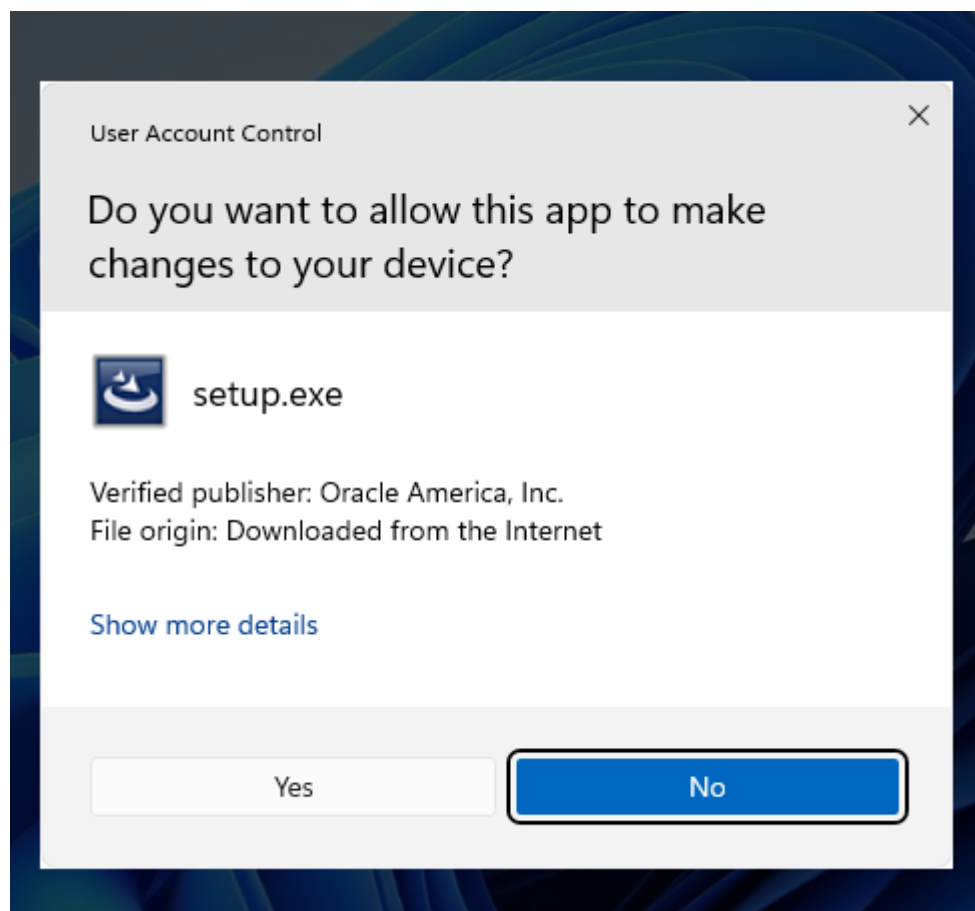 User Account Control
Do you want to allow this app to make
changes to your device?
setup.exe
Verified publisher: Oracle America, Inc.
File origin: Downloaded from the Internet
Show more details
Yes
No